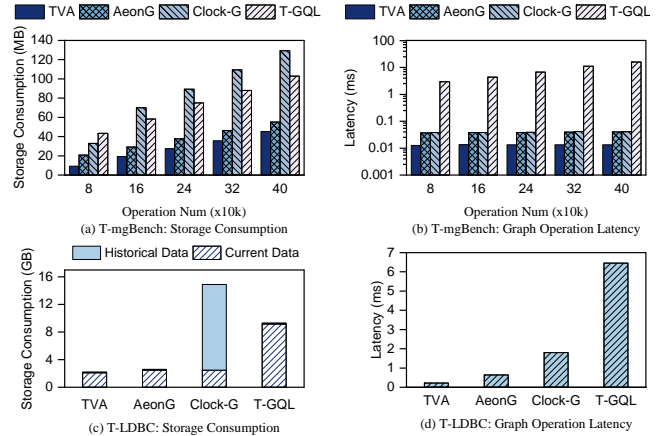 TVA AeonG Clock-G T-GQL
Storage Consumption (MB)
140
120
100
80
60
40
20
0
8 16 24 32 40
Operation Num (x10k)
(a) T-mgBench: Storage Consumption
TVA AeonG Clock-G T-GQL
Latency (ms)
100
10
1
0.1
0.01
0.001
8 16 24 32 40
Operation Num (x10k)
(b) T-mgBench: Graph Operation Latency
Historical Data Current Data
Storage Consumption (GB)
16
12
8
4
0
TVA AeonG Clock-G T-GQL
(c) T-LDBC: Storage Consumption
Latency (ms)
7
6
5
4
3
2
1
0
TVA AeonG Clock-G T-GQL
(d) T-LDBC: Graph Operation Latency